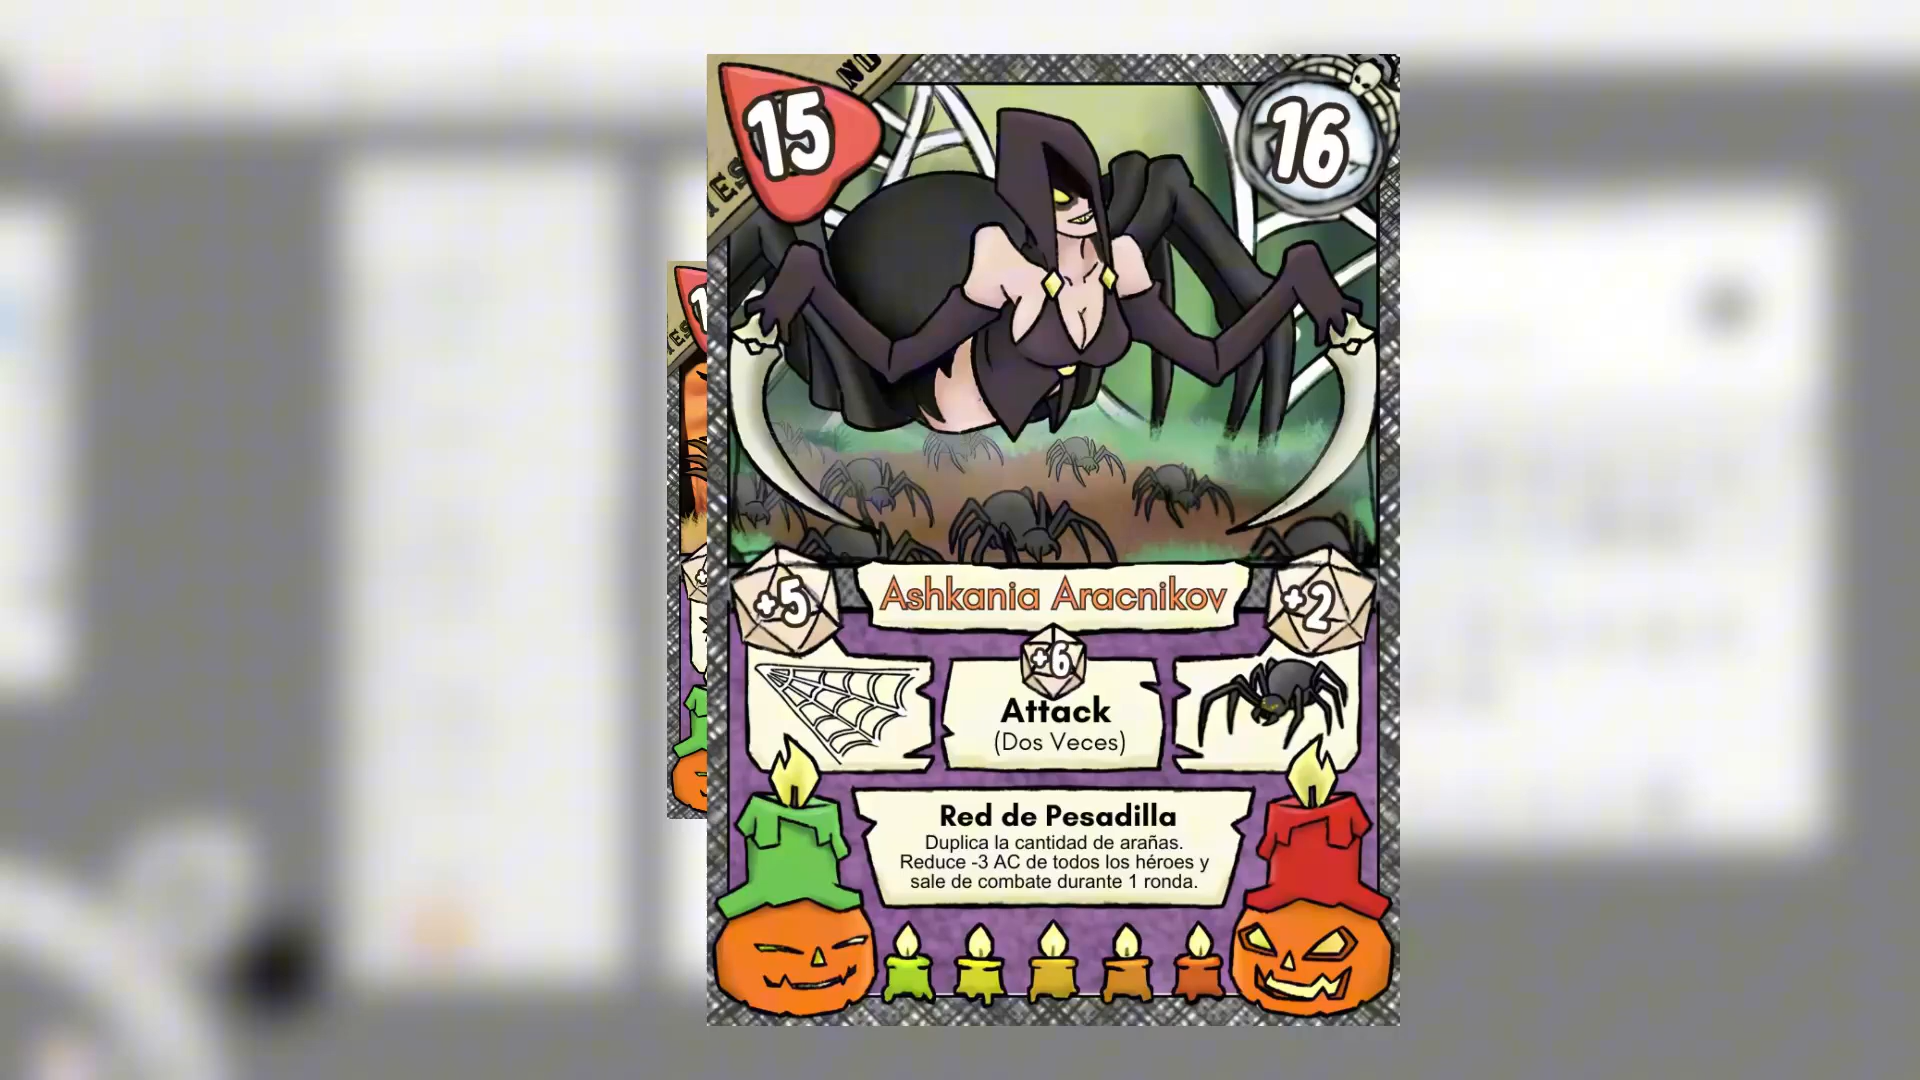 15
16
Ashkania Aracnikov
+5
+2
+6
Attack
(Dos Veces)
Red de Pesadilla
Duplica la cantidad de arañas.
Reduce -3 AC de todos los héroes y
sale de combate durante 1 ronda.